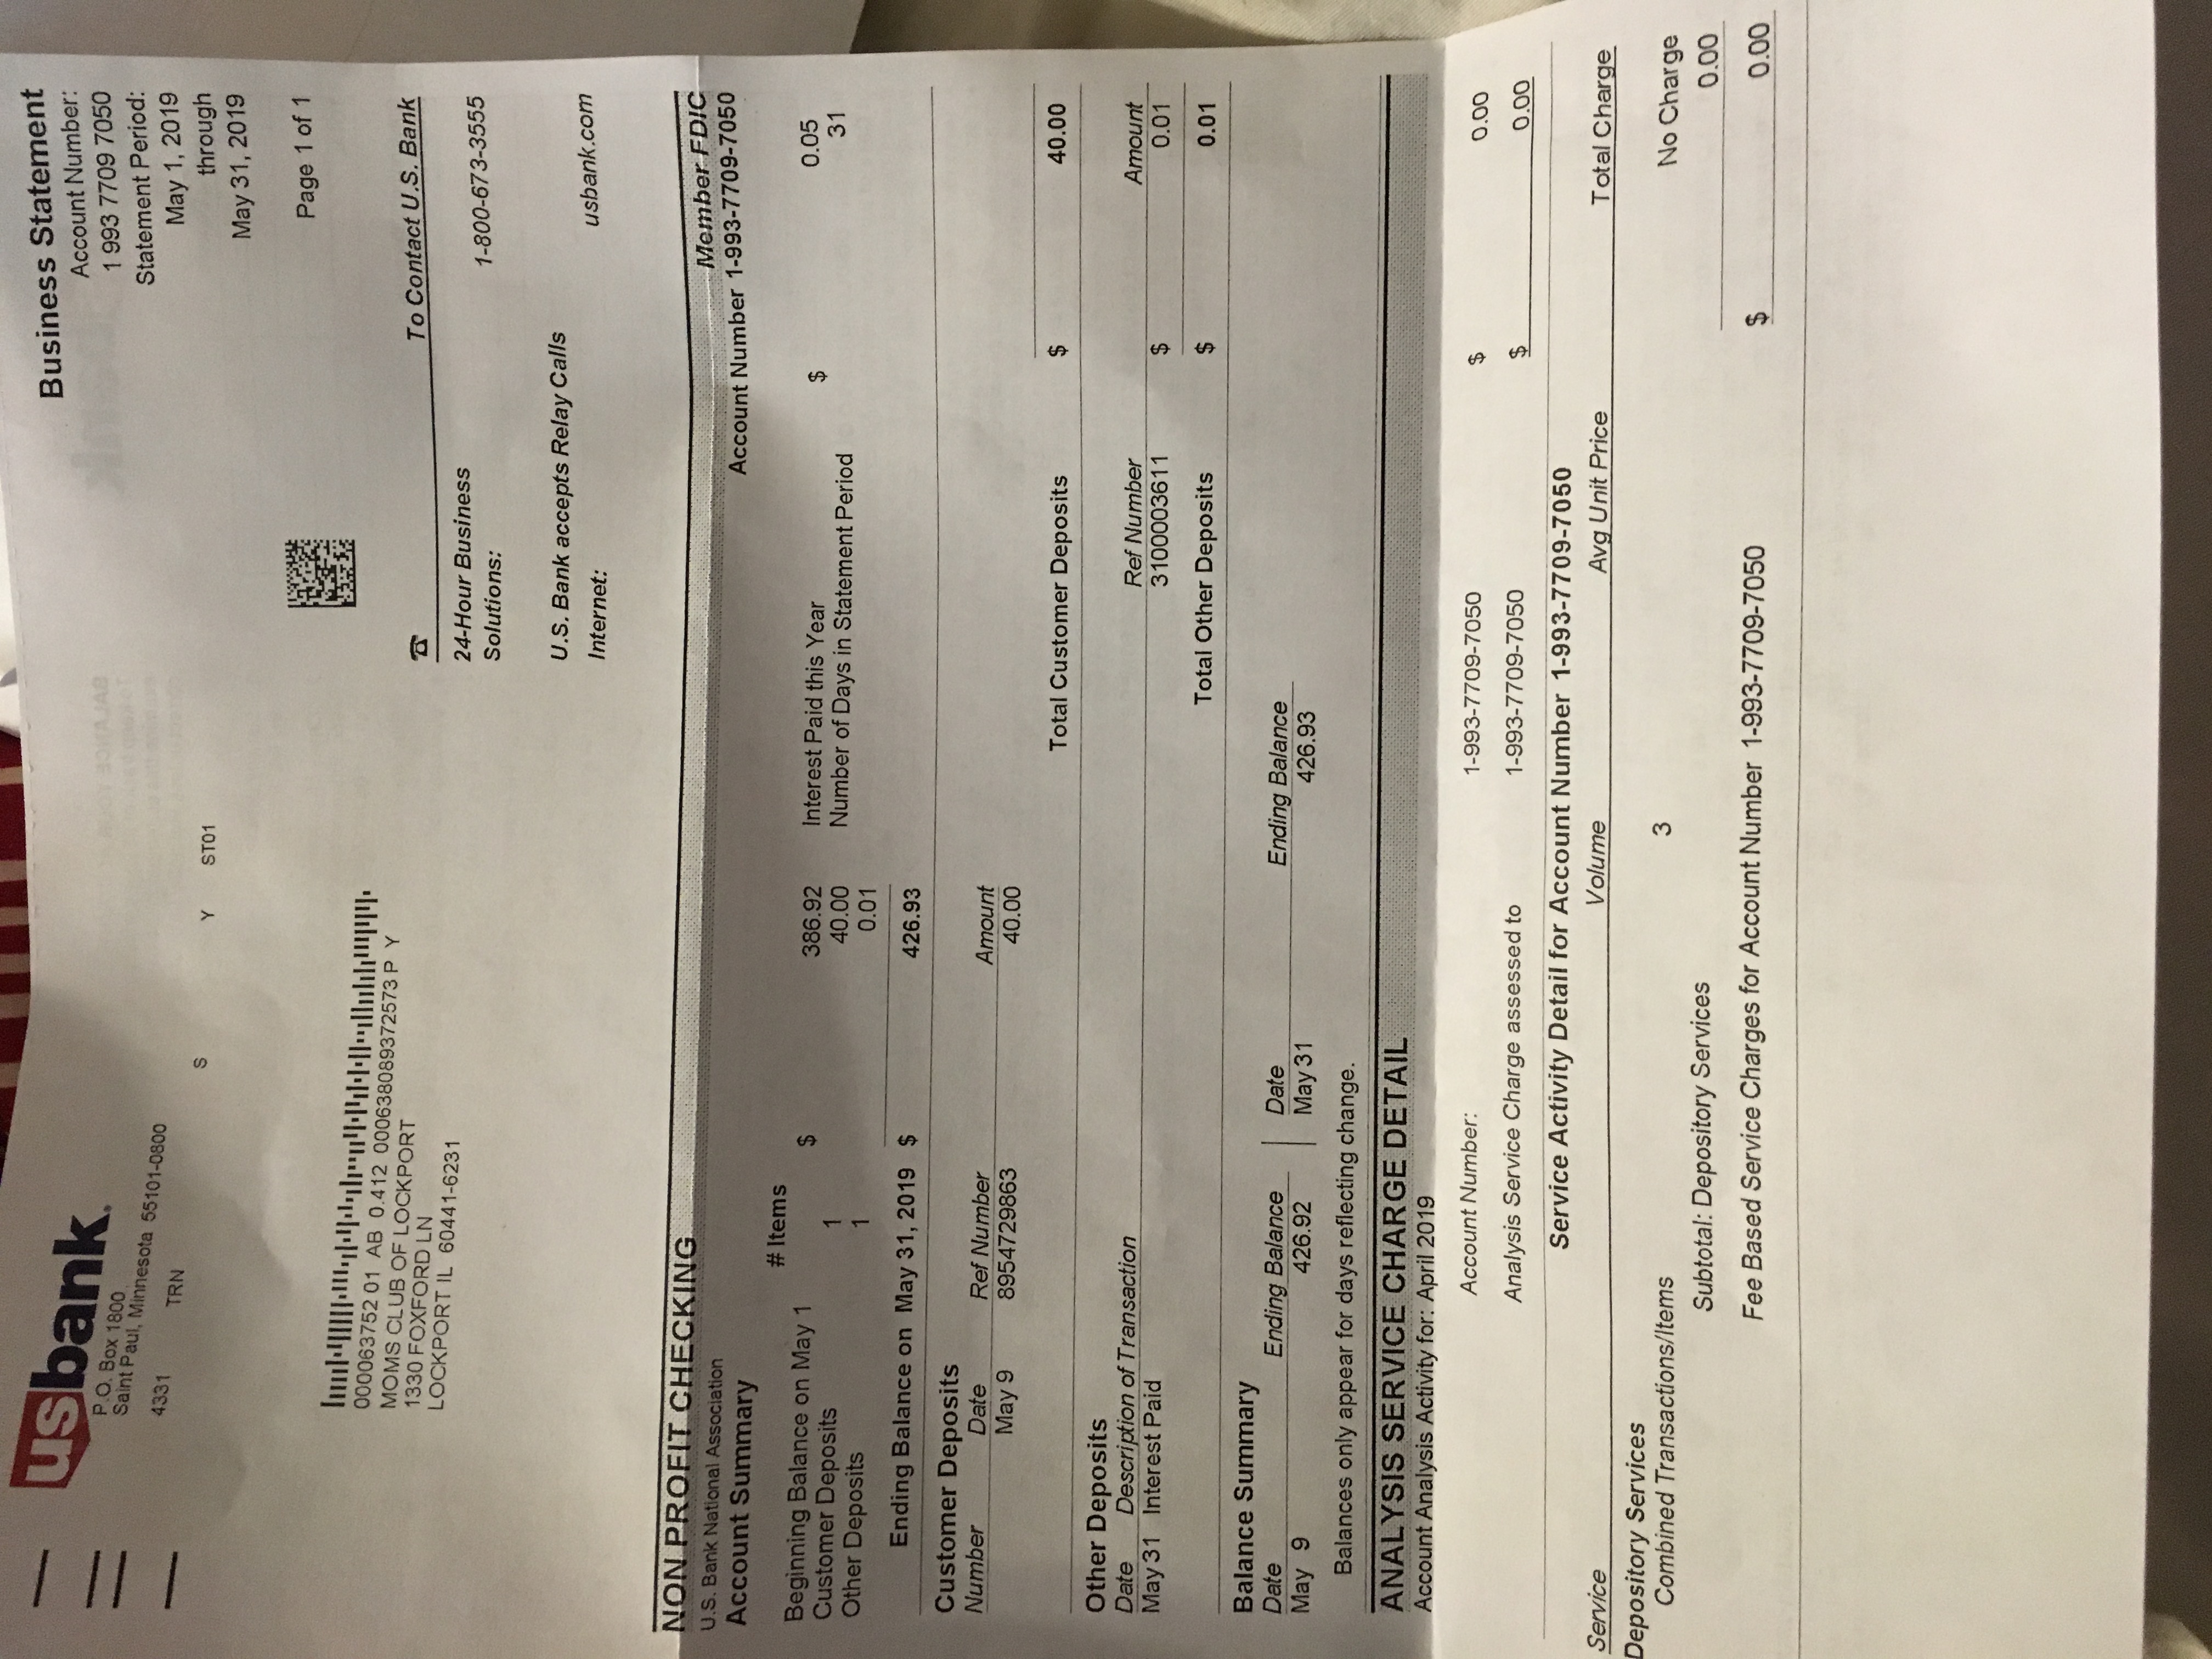 usbank.
P.O. Box 1800
Saint Paul, Minnesota 55101-0800
4331 TRN S Y ST01
Business Statement
Account Number:
1 993 7709 7050
Statement Period:
May 1, 2019
through
May 31, 2019
Page 1 of 1
000063752 01 AB 0.412 000638089372573 P Y
MOMS CLUB OF LOCKPORT
1330 FOXFORD LN
LOCKPORT IL 60441-6231
☎ To Contact U.S. Bank
24-Hour Business
Solutions: 1-800-673-3555
U.S. Bank accepts Relay Calls
Internet: usbank.com
NON PROFIT CHECKING
U.S. Bank National Association Member FDIC
Account Summary Account Number 1-993-7709-7050
# Items
Beginning Balance on May 1 $ 386.92 Interest Paid this Year $ 0.05
Customer Deposits 1 40.00 Number of Days in Statement Period 31
Other Deposits 1 0.01
Ending Balance on May 31, 2019 $ 426.93
Customer Deposits
Number Date Ref Number Amount
May 9 8954729863 40.00
Total Customer Deposits $ 40.00
Other Deposits
Date Description of Transaction Ref Number Amount
May 31 Interest Paid 3100003611 $ 0.01
Total Other Deposits $ 0.01
Balance Summary
Date Ending Balance Date Ending Balance
May 9 426.92 May 31 426.93
Balances only appear for days reflecting change.
ANALYSIS SERVICE CHARGE DETAIL
Account Analysis Activity for: April 2019
Account Number: 1-993-7709-7050 $ 0.00
Analysis Service Charge assessed to 1-993-7709-7050 $ 0.00
Service Activity Detail for Account Number 1-993-7709-7050
Service Volume Avg Unit Price Total Charge
Depository Services
Combined Transactions/Items 3 No Charge
Subtotal: Depository Services 0.00
Fee Based Service Charges for Account Number 1-993-7709-7050 $ 0.00